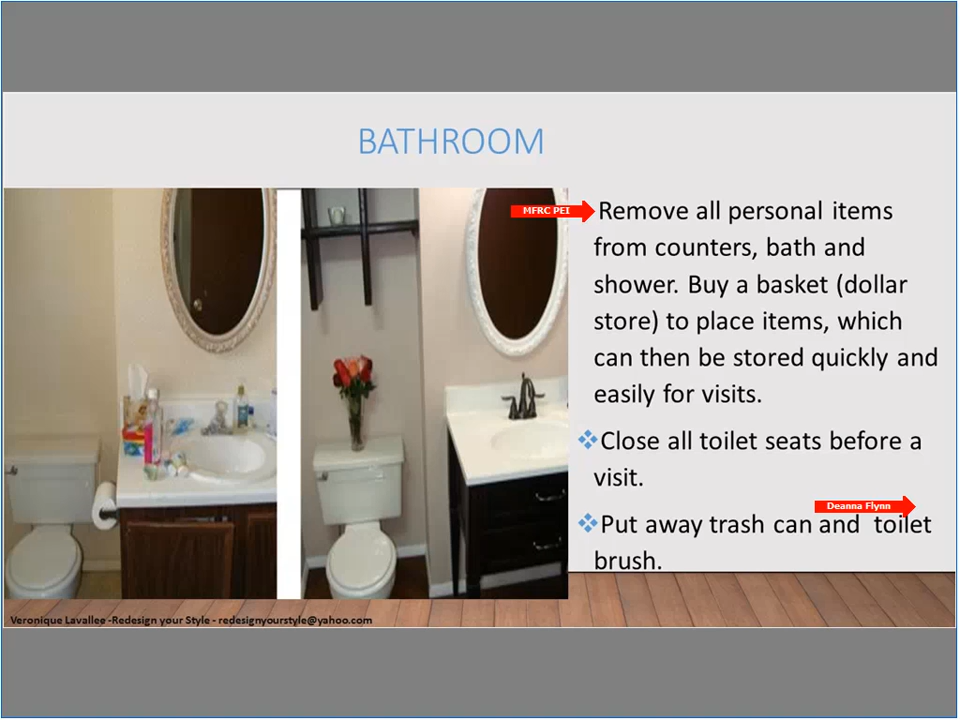 BATHROOM
MFRC PEI
Remove all personal items
from counters, bath and
shower. Buy a basket (dollar
store) to place items, which
can then be stored quickly and
easily for visits.
Close all toilet seats before a
visit.
Deanna Flynn
Put away trash can and toilet
brush.
Veronique Lavallee -Redesign your Style - redesignyourstyle@yahoo.com